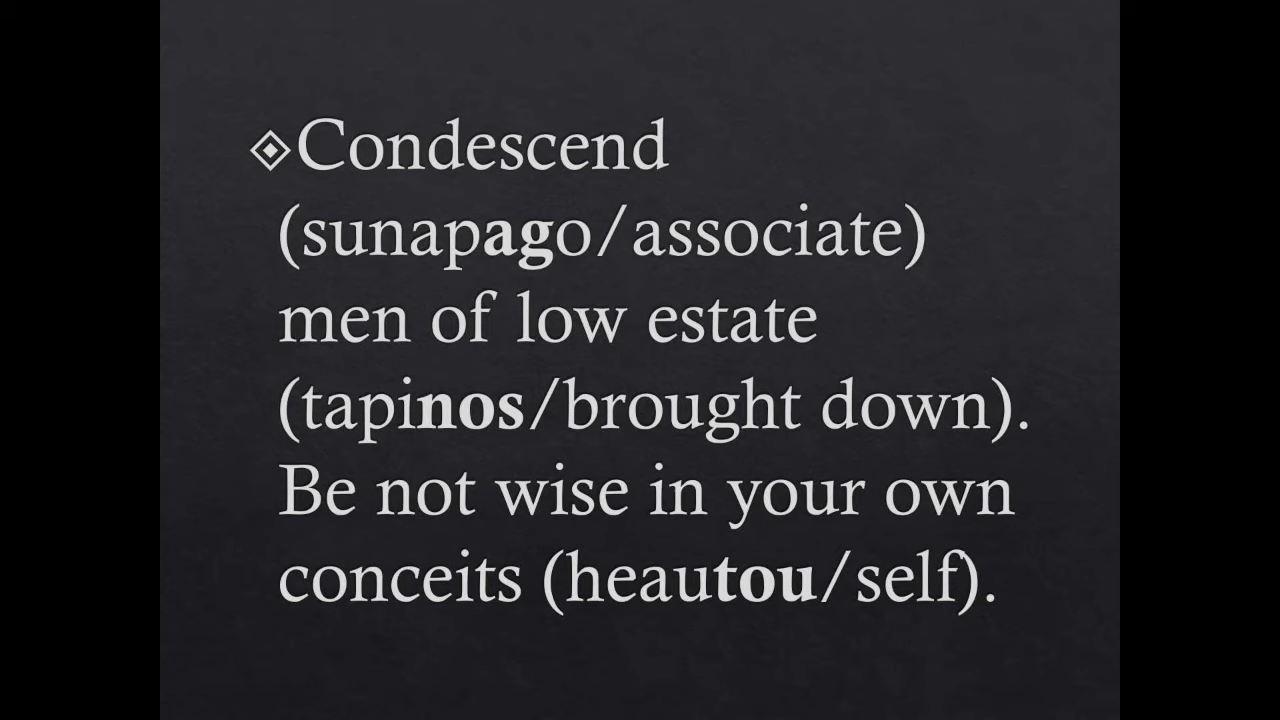 Condescend
(sunapago/associate)
men of low estate
(tapinos/brought down).
Be not wise in your own
conceits (heautou/self).